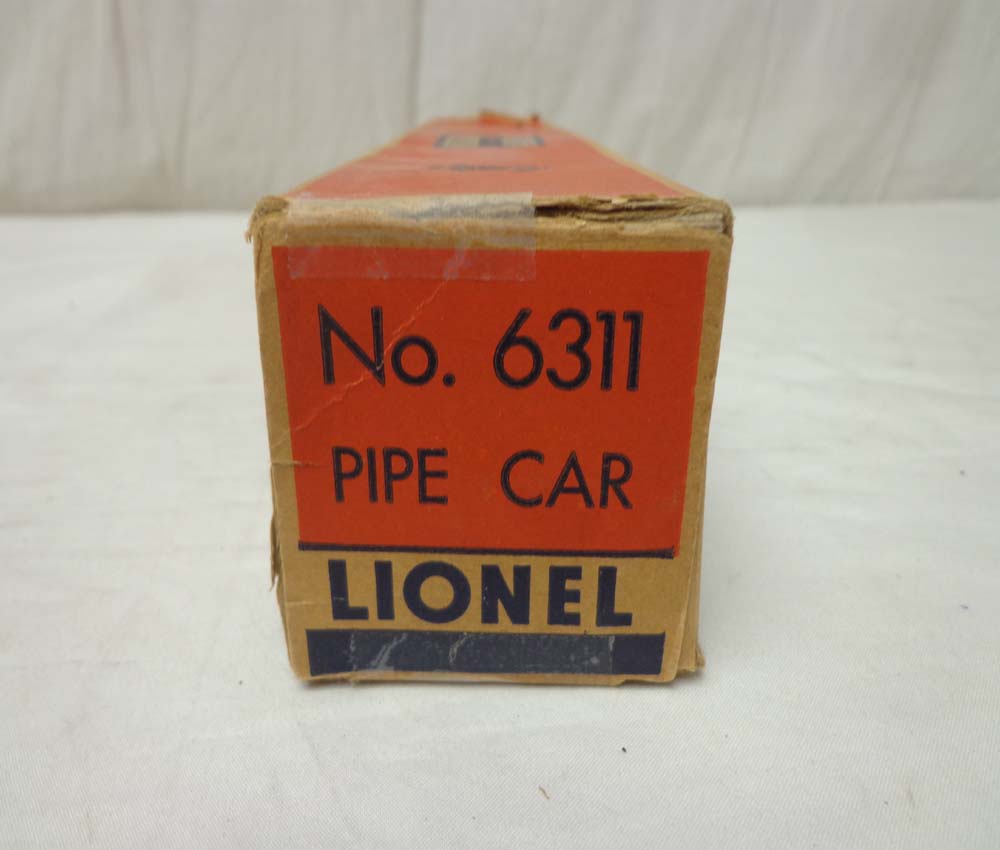 No. 6311
PIPE CAR
LIONEL